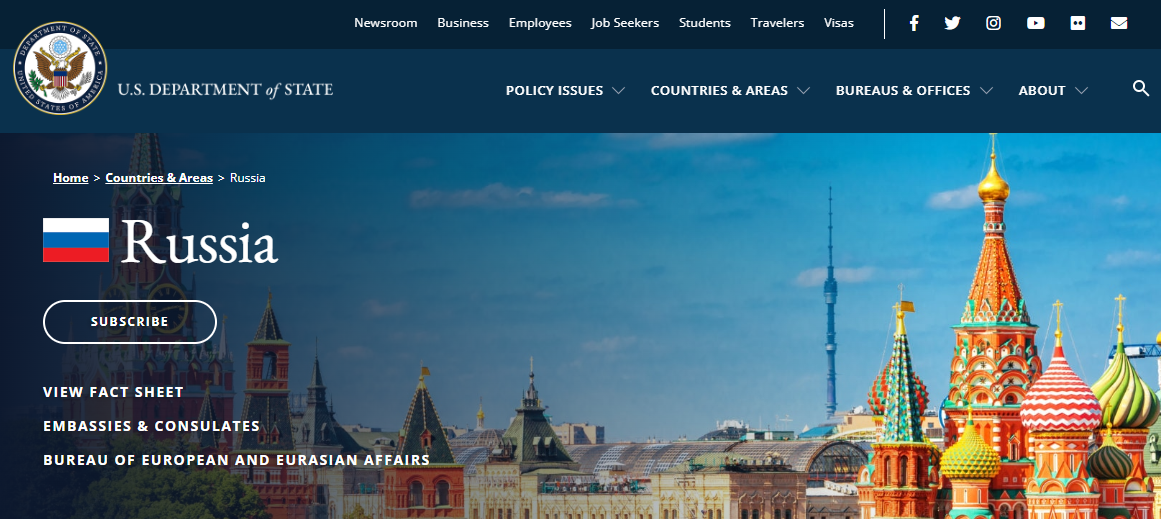 Newsroom Business Employees Job Seekers Students Travelers Visas
DEPARTMENT OF STATE
UNITED STATES OF AMERICA
U.S. DEPARTMENT of STATE
POLICY ISSUES COUNTRIES & AREAS BUREAUS & OFFICES ABOUT
Home > Countries & Areas > Russia
Russia
SUBSCRIBE
VIEW FACT SHEET
EMBASSIES & CONSULATES
BUREAU OF EUROPEAN AND EURASIAN AFFAIRS